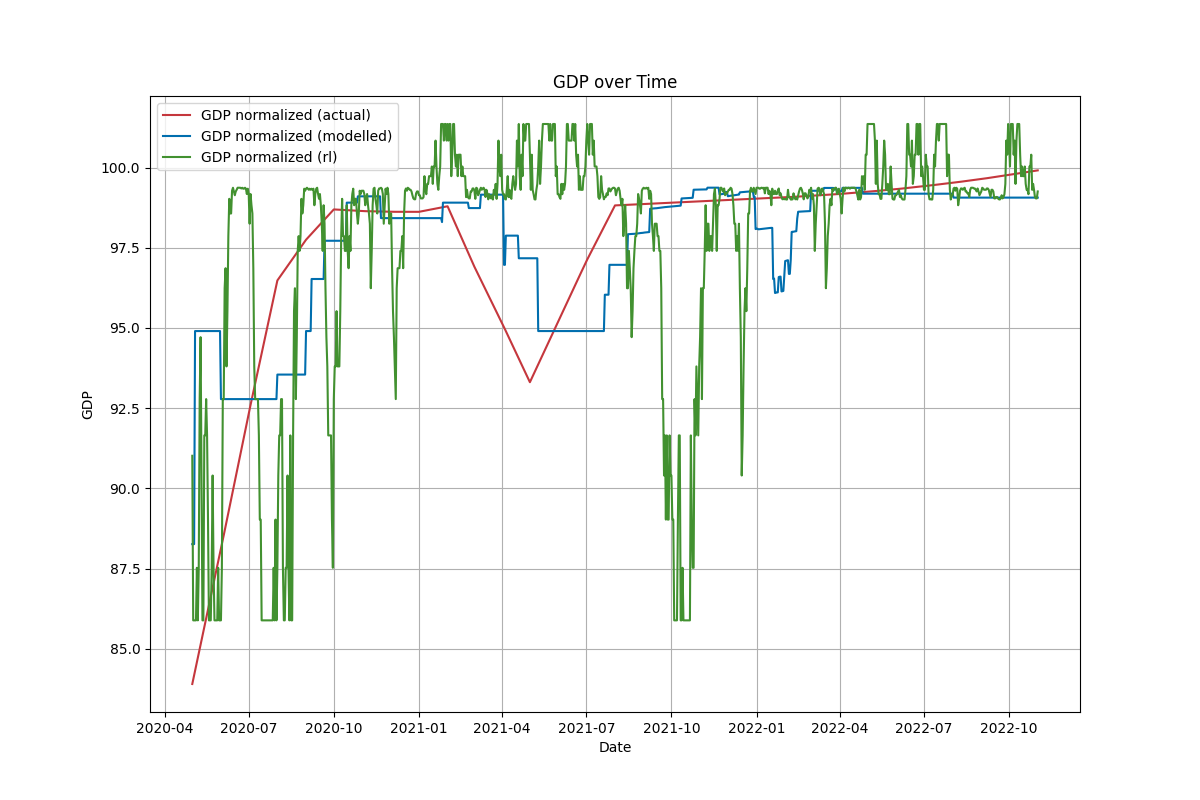 GDP over Time
GDP normalized (actual)
GDP normalized (modelled)
GDP normalized (rl)
100.0
97.5
95.0
92.5
90.0
87.5
85.0
GDP
2020-04 2020-07 2020-10 2021-01 2021-04 2021-07 2021-10 2022-01 2022-04 2022-07 2022-10
Date